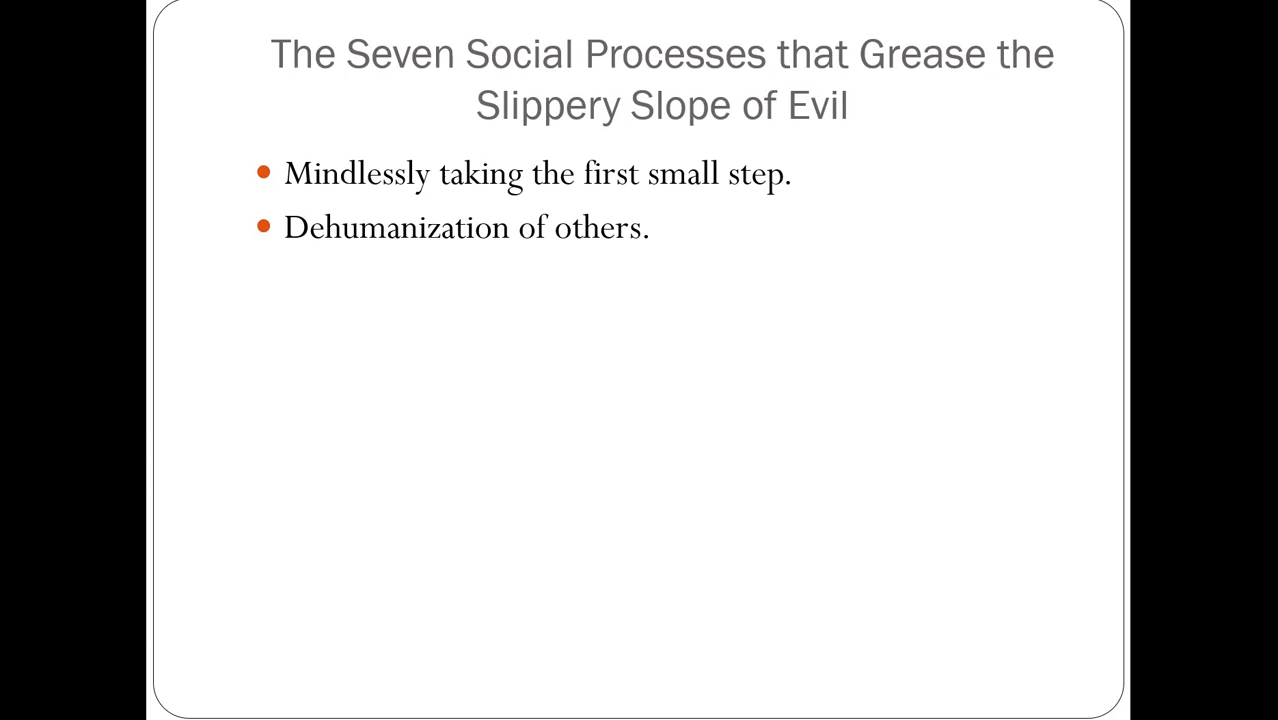 The Seven Social Processes that Grease the
Slippery Slope of Evil
Mindlessly taking the first small step.
Dehumanization of others.